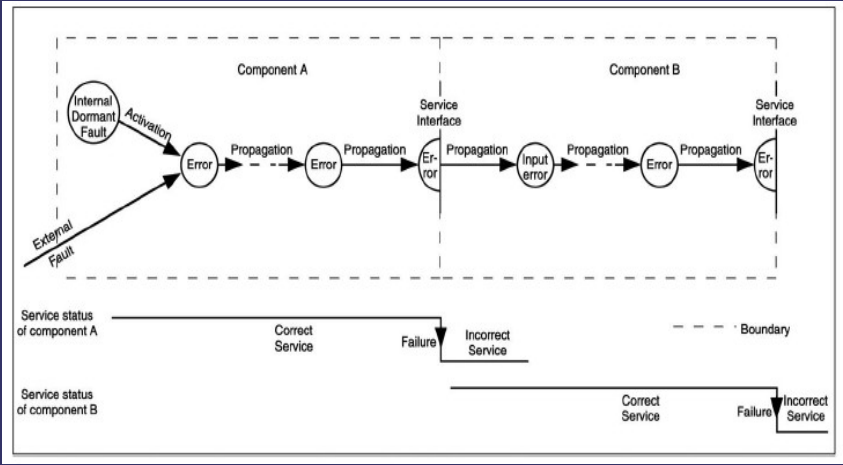 Component A
Component B
Internal
Dormant
Fault
Activation
Service
Interface
Service
Interface
Error
Propagation
Error
Propagation
Er-
ror
Propagation
Input
error
Propagation
Error
Propagation
Er-
ror
External
Fault
Service status
of component A
Correct
Service
Failure
Incorrect
Service
Boundary
Service status
of component B
Correct
Service
Failure
Incorrect
Service